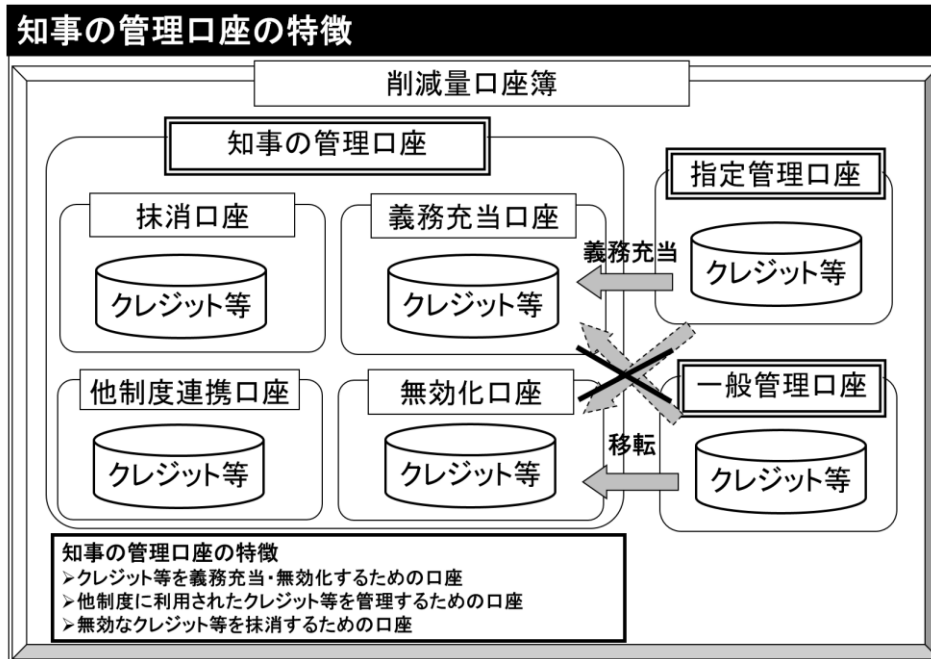 知事の管理口座の特徴
削減量口座簿
知事の管理口座
指定管理口座
抹消口座
義務充当口座
義務充当
クレジット等
クレジット等
クレジット等
他制度連携口座
無効化口座
一般管理口座
移転
クレジット等
クレジット等
クレジット等
知事の管理口座の特徴
➢クレジット等を義務充当・無効化するための口座
➢他制度に利用されたクレジット等を管理するための口座
➢無効なクレジット等を抹消するための口座